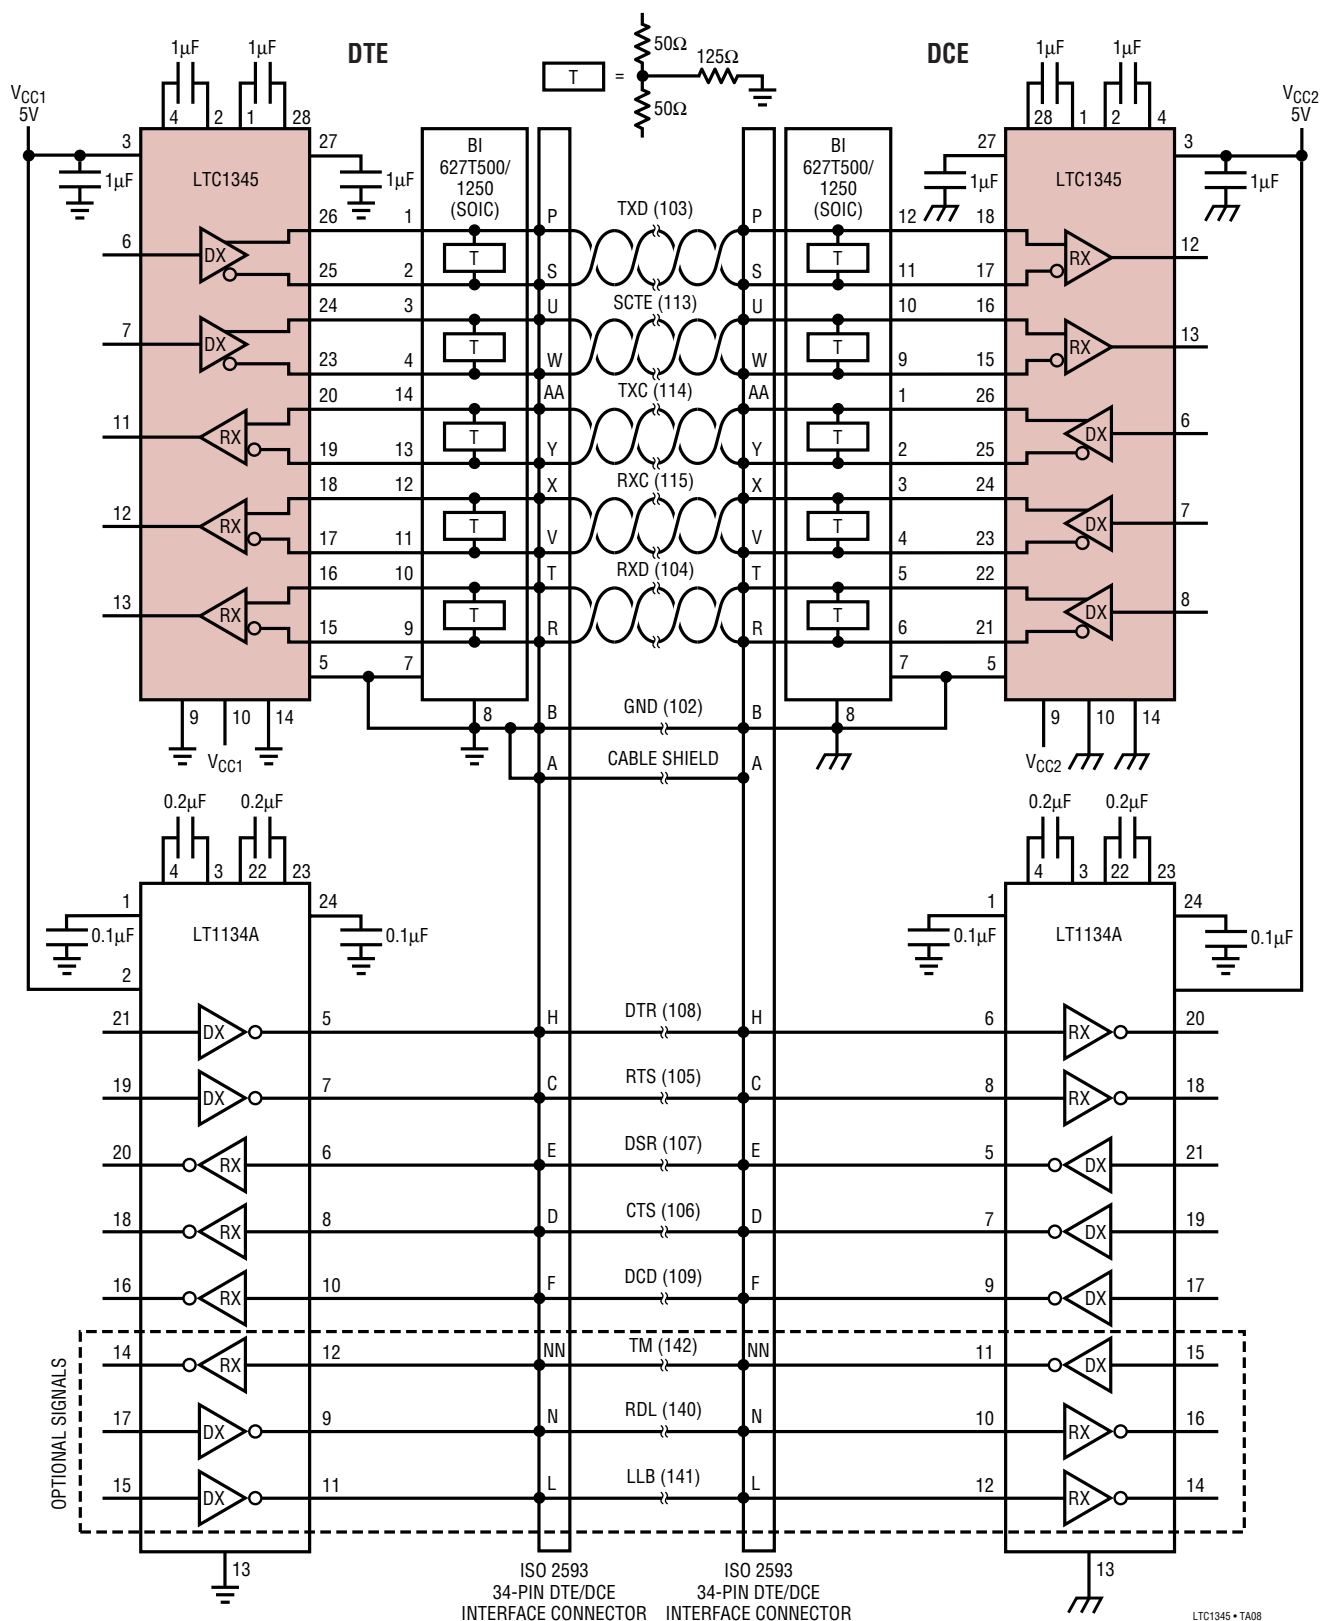 DTE
DCE
50Ω
125Ω
T =
50Ω
1µF 1µF
1µF 1µF
VCC1
5V
VCC2
5V
4 2 1 28
28 1 2 4
3 27
27 3
LTC1345
LTC1345
1µF 1µF
1µF 1µF
BI
627T500/
1250
(SOIC)
BI
627T500/
1250
(SOIC)
26 1 P TXD (103) P 12 18
6 DX T T RX 12
25 2 S S 11 17
24 3 U SCTE (113) U 10 16
7 DX T T RX 13
23 4 W W 9 15
20 14 AA TXC (114) AA 1 26
11 RX T T DX 6
19 13 Y Y 2 25
18 12 X RXC (115) X 3 24
12 RX T T DX 7
17 11 V V 4 23
16 10 T RXD (104) T 5 22
13 RX T T DX 8
15 9 R R 6 21
5 7 7 5
9 10 14 8 B GND (102) B 8 9 10 14
VCC1 A CABLE SHIELD A VCC2
0.2µF 0.2µF
0.2µF 0.2µF
4 3 22 23
4 3 22 23
1 24 1 24
0.1µF LT1134A 0.1µF
0.1µF LT1134A 0.1µF
2
21 DX 5 H DTR (108) H 6 RX 20
19 DX 7 C RTS (105) C 8 RX 18
20 RX 6 E DSR (107) E 5 DX 21
18 RX 8 D CTS (106) D 7 DX 19
16 RX 10 F DCD (109) F 9 DX 17
OPTIONAL SIGNALS
14 RX 12 NN TM (142) NN 11 DX 15
17 DX 9 N RDL (140) N 10 RX 16
15 DX 11 L LLB (141) L 12 RX 14
13
13
ISO 2593
34-PIN DTE/DCE
INTERFACE CONNECTOR
ISO 2593
34-PIN DTE/DCE
INTERFACE CONNECTOR
LTC1345 • TA08